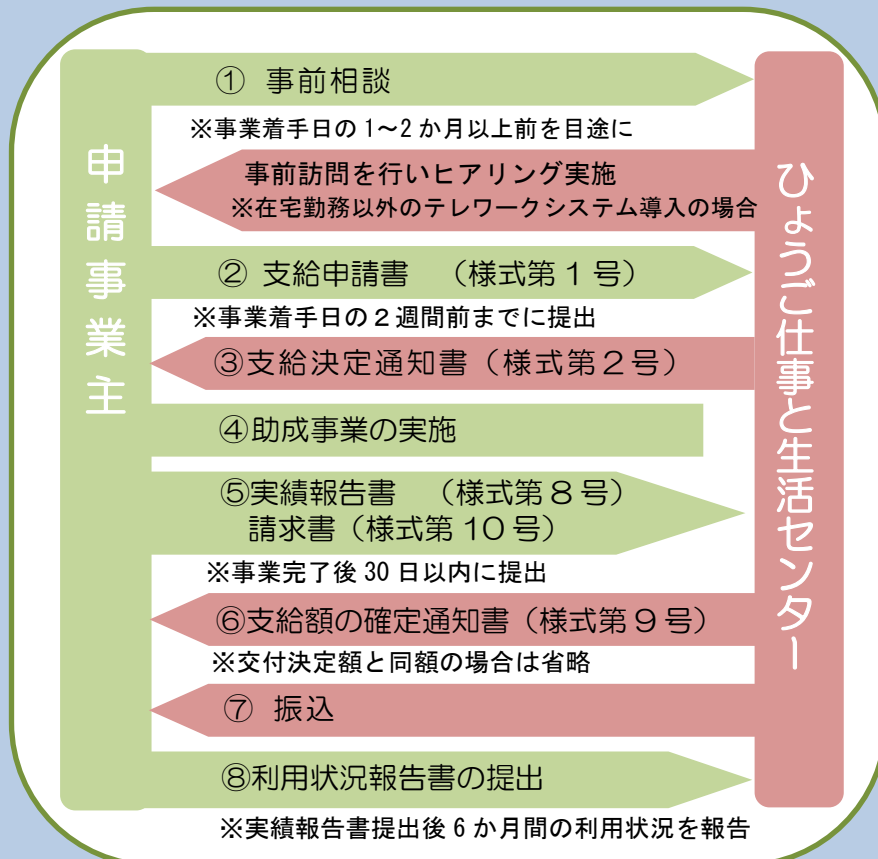 申請事業主
① 事前相談
※事業着手日の1~2か月以上前を目途に
事前訪問を行いヒアリング実施
※在宅勤務以外のテレワークシステム導入の場合
② 支給申請書 (様式第1号)
※事業着手日の2週間前までに提出
③支給決定通知書(様式第2号)
④助成事業の実施
⑤実績報告書 (様式第8号)
請求書(様式第10号)
※事業完了後30日以内に提出
⑥支給額の確定通知書(様式第9号)
※交付決定額と同額の場合は省略
⑦ 振込
⑧利用状況報告書の提出
※実績報告書提出後6か月間の利用状況を報告
ひょうご仕事と生活センター